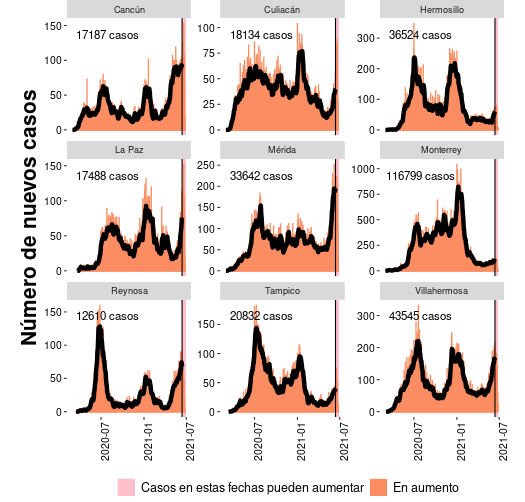 Cancún Culiacán Hermosillo
17187 casos 18134 casos 36524 casos
150 100 50 0
100 75 50 25 0
300 200 100 0
La Paz Mérida Monterrey
17488 casos 33642 casos 116799 casos
150 100 50 0
250 200 150 100 50 0
1000 750 500 250 0
Reynosa Tampico Villahermosa
12610 casos 20832 casos 43545 casos
150 100 50 0
150 100 50 0
300 200 100 0
2020-07 2021-01 2021-07 2020-07 2021-01 2021-07 2020-07 2021-01 2021-07
Número de nuevos casos
Casos en estas fechas pueden aumentar En aumento